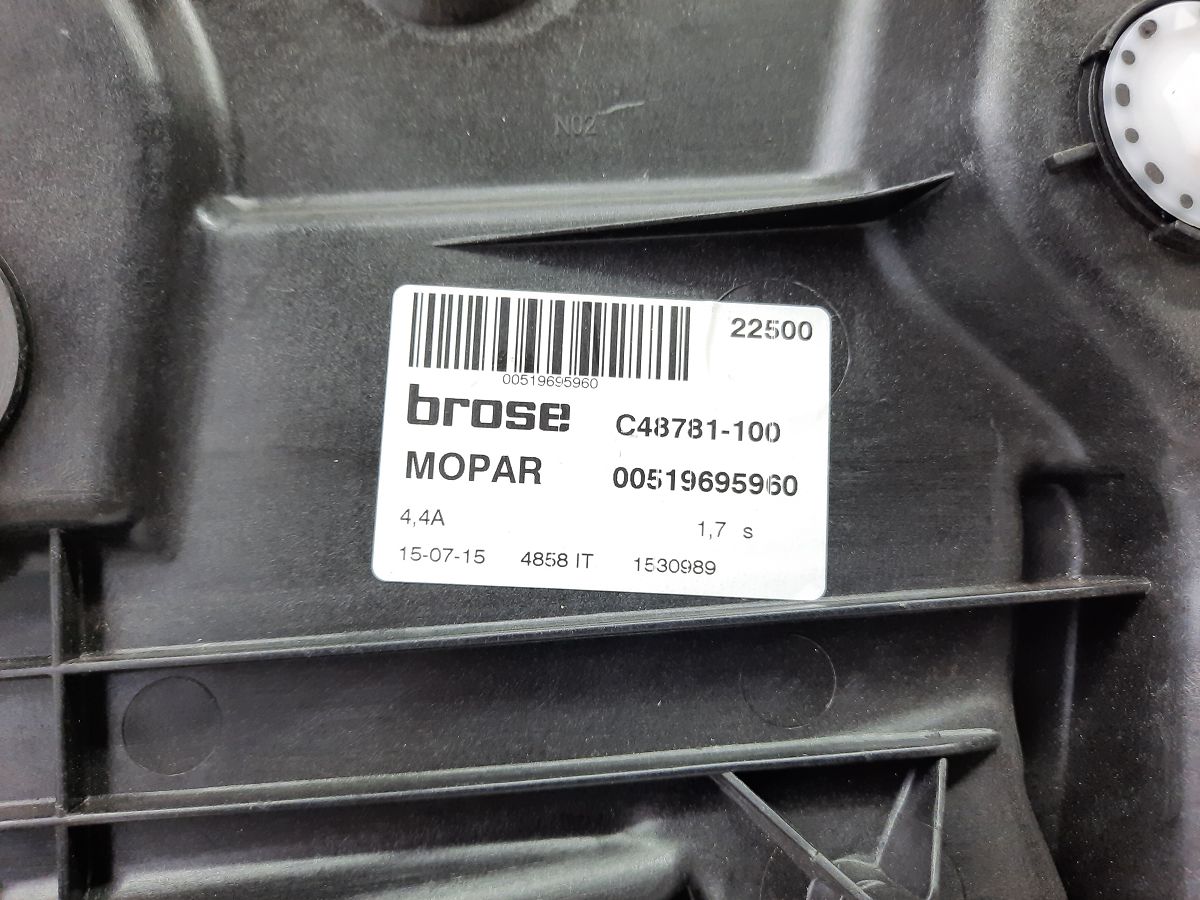 N02
22500
00519695960
brose C48781-100
MOPAR 00519695960
4,4A 1,7 s
15-07-15 4858 IT 1530989